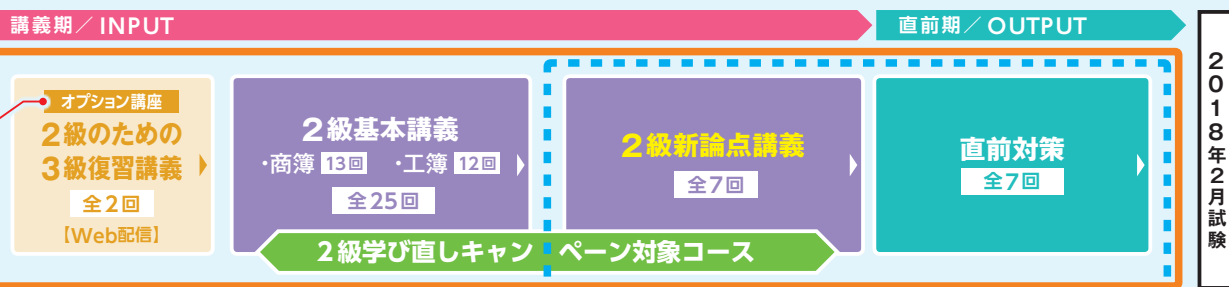 講義期／INPUT
直前期／OUTPUT
オプション講座
2級のための
3級復習講義
全2回
【Web配信】
2級基本講義
・商簿 13回 ・工簿 12回
全25回
2級新論点講義
全7回
直前対策
全7回
2級学び直しキャンペーン対象コース
2018年2月試験